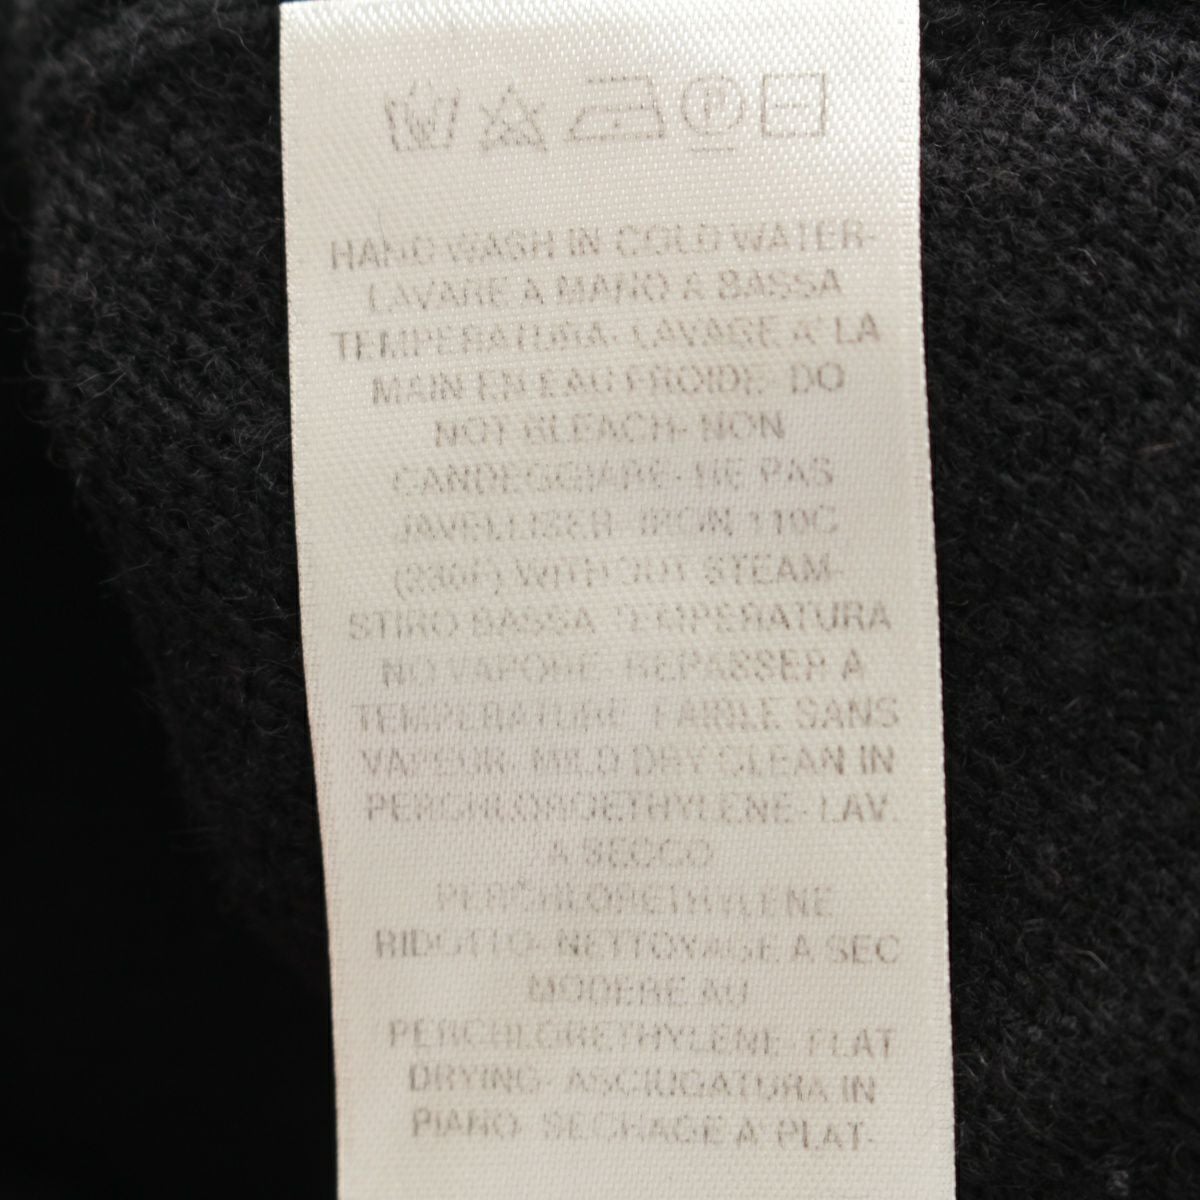 P
HAND WASH IN COLD WATER-
LAVARE A MANO A BASSA
TEMPERATURA- LAVAGE A' LA
MAIN EN EAU FROIDE- DO
NOT BLEACH- NON
CANDEGGIARE- NE PAS
JAVELLISER- IRON 110C
(230F) WITHOUT STEAM-
STIRO BASSA TEMPERATURA
NO VAPORE- REPASSER A
TEMPERATURE FAIBLE SANS
VAPEUR- MILD DRY CLEAN IN
PERCHLOROETHYLENE- LAV.
A SECCO
PERCHLORETHYLENE
RIDOTTO- NETTOYAGE A SEC
MODERE AU
PERCHLORETHYLENE- FLAT
DRYING- ASCIUGATURA IN
PIANO- SECHAGE A' PLAT-